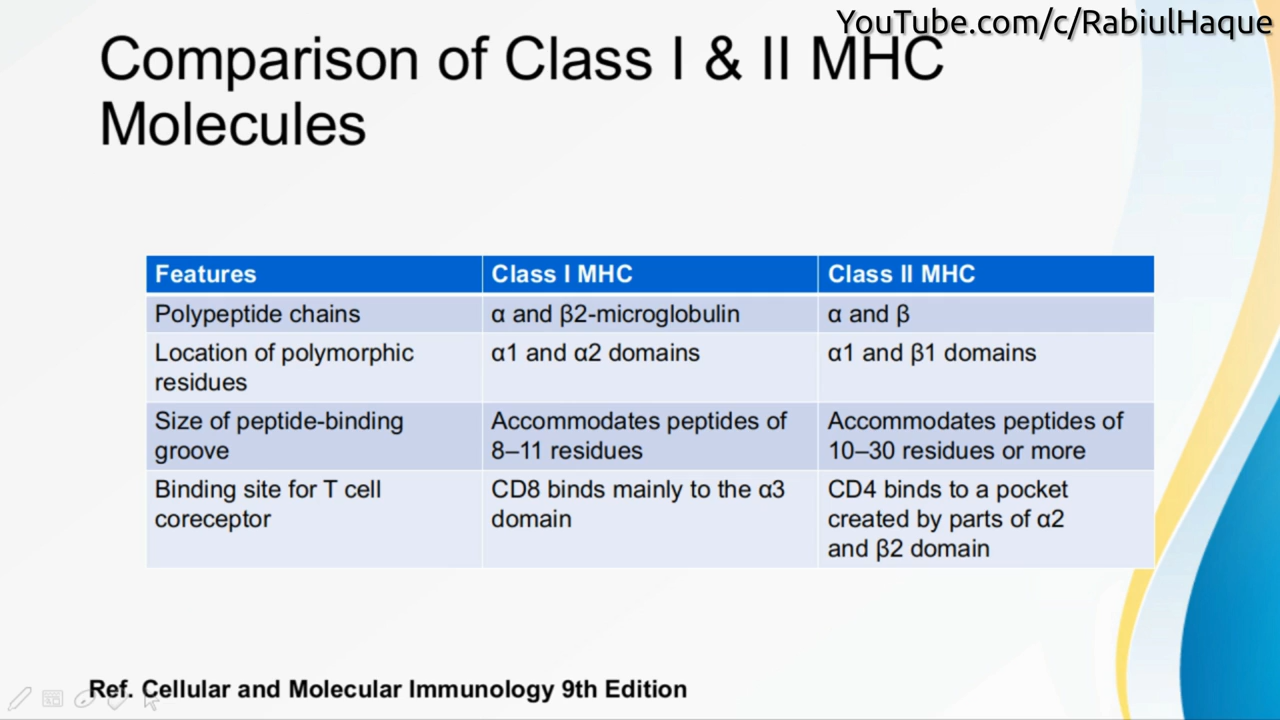 YouTube.com/c/RabiulHaque
Comparison of Class I & II MHC
Molecules
Features
Class I MHC
Class II MHC
Polypeptide chains
α and β2-microglobulin
α and β
Location of polymorphic
residues
α1 and α2 domains
α1 and β1 domains
Size of peptide-binding
groove
Accommodates peptides of
8–11 residues
Accommodates peptides of
10–30 residues or more
Binding site for T cell
coreceptor
CD8 binds mainly to the α3
domain
CD4 binds to a pocket
created by parts of α2
and β2 domain
Ref. Cellular and Molecular Immunology 9th Edition